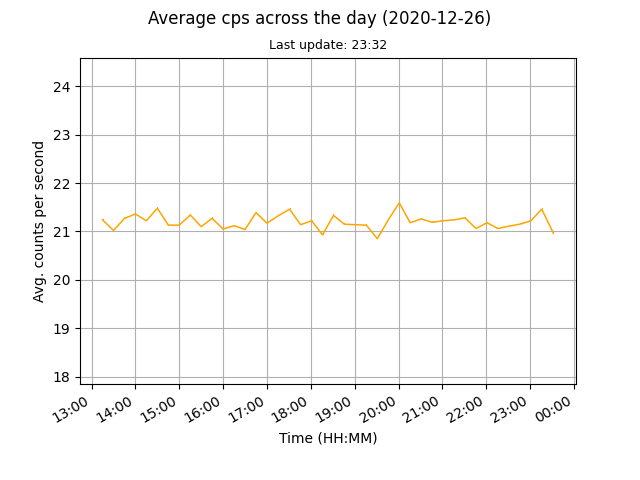 Average cps across the day (2020-12-26)
Last update: 23:32
24
23
22
21
20
19
18
Avg. counts per second
13:00 14:00 15:00 16:00 17:00 18:00 19:00 20:00 21:00 22:00 23:00 00:00
Time (HH:MM)